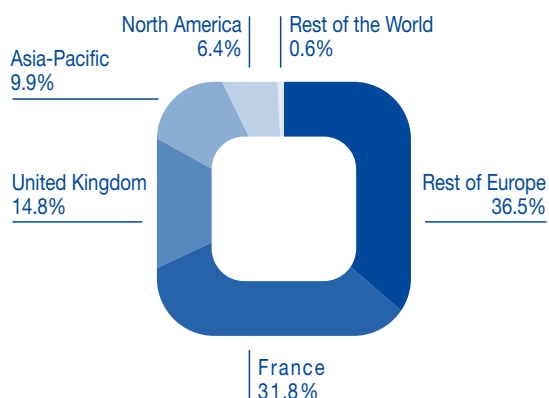 North America
6.4%
Rest of the World
0.6%
Asia-Pacific
9.9%
United Kingdom
14.8%
Rest of Europe
36.5%
France
31.8%